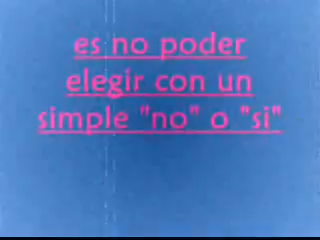 es no poder
elegir con un
simple "no" o "si"